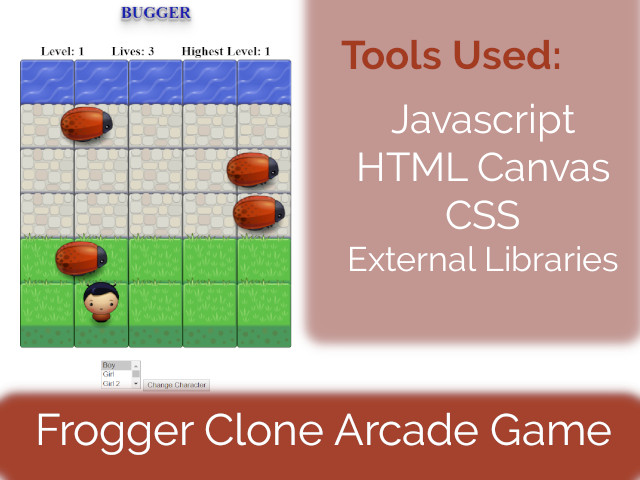 BUGGER
Level: 1 Lives: 3 Highest Level: 1
Tools Used:
Javascript
HTML Canvas
CSS
External Libraries
Boy
Girl
Girl 2
Change Character
Frogger Clone Arcade Game